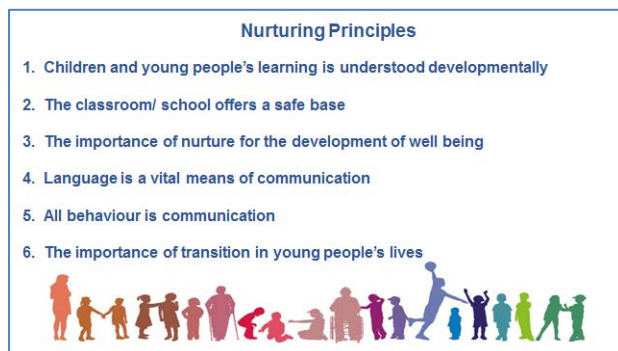 Nurturing Principles
1. Children and young people's learning is understood developmentally
2. The classroom/ school offers a safe base
3. The importance of nurture for the development of well being
4. Language is a vital means of communication
5. All behaviour is communication
6. The importance of transition in young people's lives